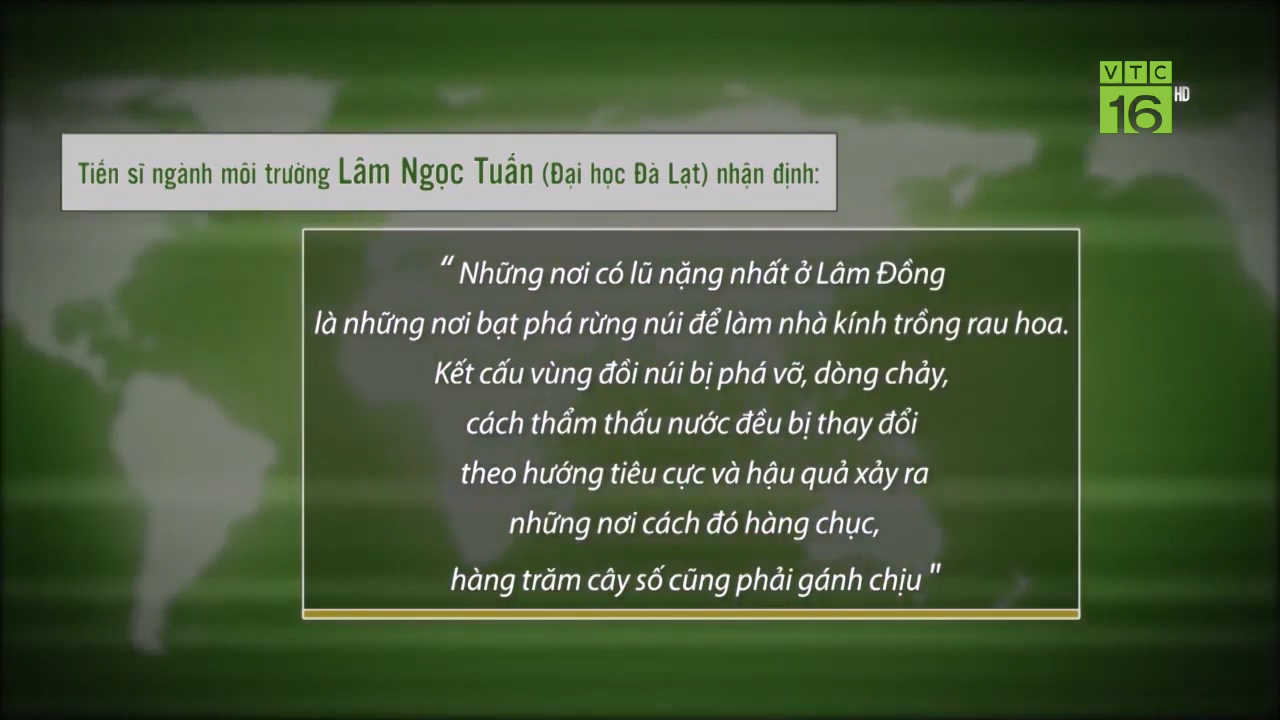 VTC
16 HD
Tiến sĩ ngành môi trường Lâm Ngọc Tuấn (Đại học Đà Lạt) nhận định:
“ Những nơi có lũ nặng nhất ở Lâm Đồng
là những nơi bạt phá rừng núi để làm nhà kính trồng rau hoa.
Kết cấu vùng đồi núi bị phá vỡ, dòng chảy,
cách thẩm thấu nước đều bị thay đổi
theo hướng tiêu cực và hậu quả xảy ra
những nơi cách đó hàng chục,
hàng trăm cây số cũng phải gánh chịu "